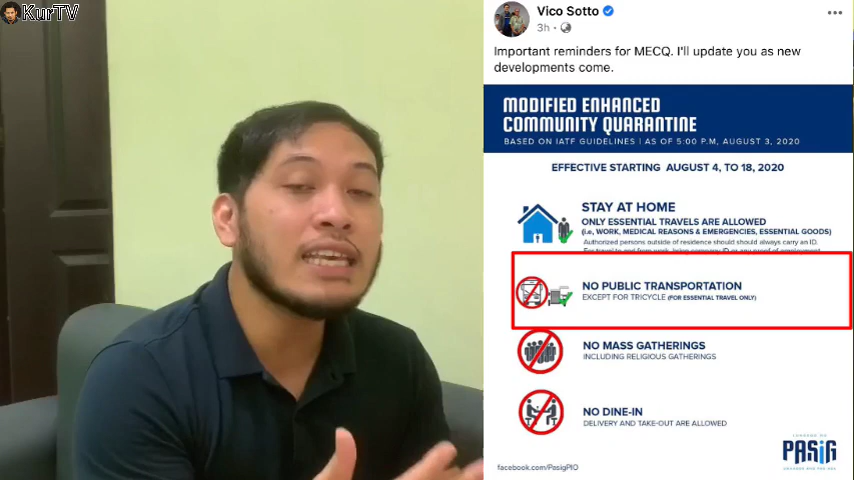 KurTV
Vico Sotto
3h
Important reminders for MECQ. I'll update you as new
developments come.
MODIFIED ENHANCED
COMMUNITY QUARANTINE
BASED ON IATF GUIDELINES | AS OF 5:00 P.M, AUGUST 3, 2020
EFFECTIVE STARTING AUGUST 4, TO 18, 2020
STAY AT HOME
ONLY ESSENTIAL TRAVELS ARE ALLOWED
(i.e, WORK, MEDICAL REASONS & EMERGENCIES, ESSENTIAL GOODS)
Authorized persons outside of residence should should always carry an ID.
NO PUBLIC TRANSPORTATION
EXCEPT FOR TRICYCLE (FOR ESSENTIAL TRAVEL ONLY)
NO MASS GATHERINGS
INCLUDING RELIGIOUS GATHERINGS
NO DINE-IN
DELIVERY AND TAKE-OUT ARE ALLOWED
PASIG
facebook.com/PasigPIO